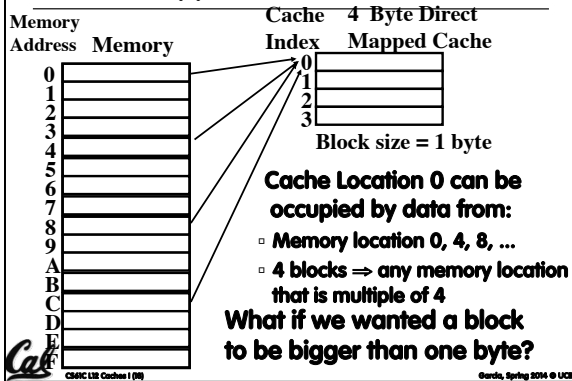 Memory
Address Memory
0
1
2
3
4
5
6
7
8
9
A
B
C
D
E
F
Cache 4 Byte Direct
Index Mapped Cache
0
1
2
3
Block size = 1 byte
Cache Location 0 can be
occupied by data from:
▫ Memory location 0, 4, 8, ...
▫ 4 blocks ⇒ any memory location
that is multiple of 4
What if we wanted a block
to be bigger than one byte?
Cal
CS61C L12 Caches I (18)
Garcia, Spring 2014 © UCB